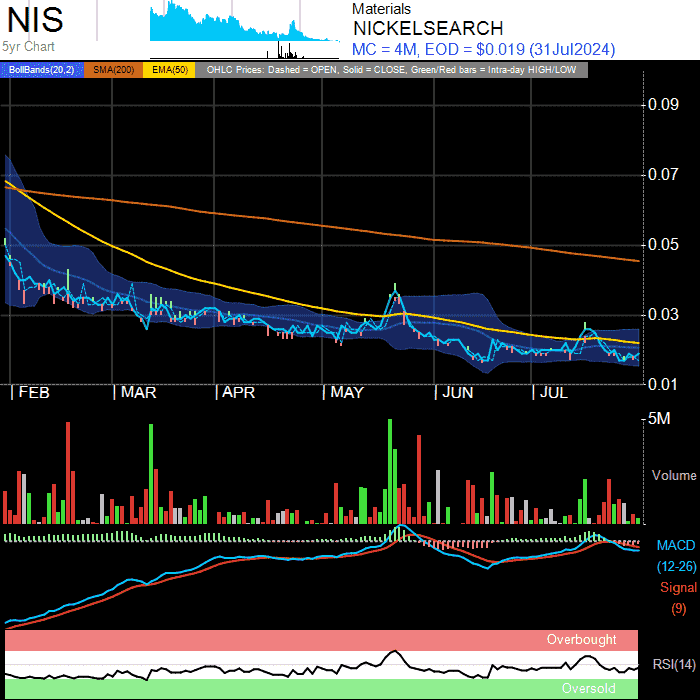 NIS
5yr Chart
Materials
NICKELSEARCH
MC = 4M, EOD = $0.019 (31Jul2024)
BollBands(20,2) SMA(200) EMA(50) OHLC Prices: Dashed = OPEN, Solid = CLOSE, Green/Red bars = Intra-day HIGH/LOW
0.09
0.07
0.05
0.03
0.01
FEB MAR APR MAY JUN JUL
5M
Volume
MACD
(12-26)
Signal
(9)
Overbought
RSI(14)
Oversold